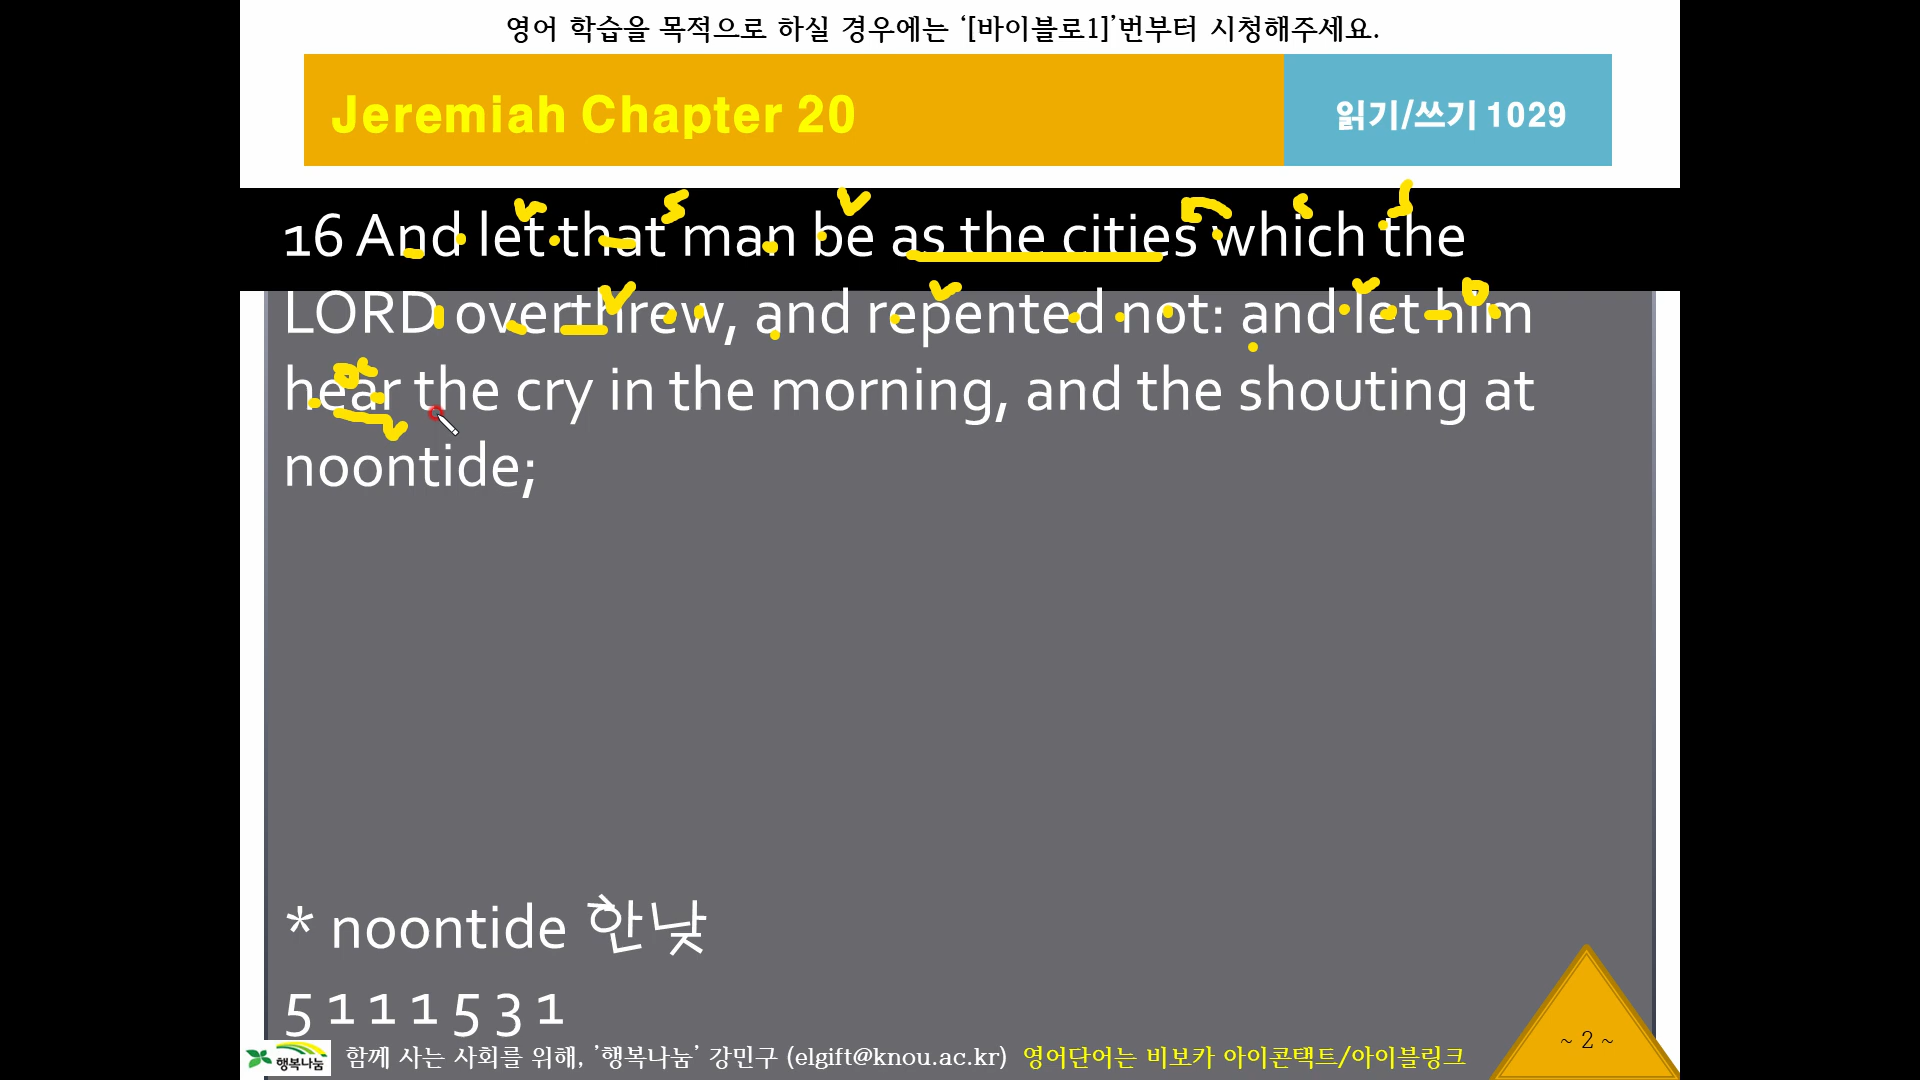 영어 학습을 목적으로 하실 경우에는 ‘[바이블로1]’번부터 시청해주세요.
Jeremiah Chapter 20
읽기/쓰기 1029
16 And let that man be as the cities which the
LORD overthrew, and repented not: and let him
hear the cry in the morning, and the shouting at
noontide;
* noontide 한낮
5 1 1 1 5 3 1
행복나눔
함께 사는 사회를 위해, ’행복나눔’ 강민구 (elgift@knou.ac.kr) 영어단어는 비보카 아이콘택트/아이블링크
~ 2 ~